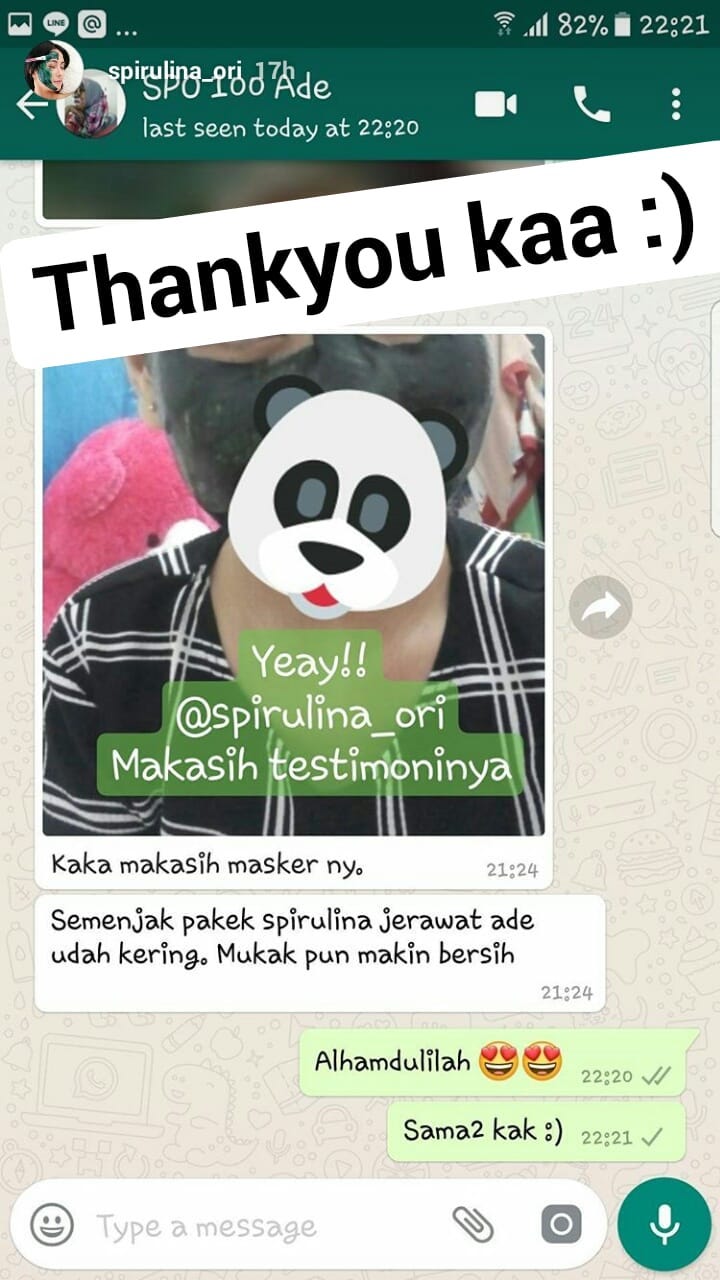 LINE
82% 22:21
spirulina_ori 17h
SPO 100 Ade
last seen today at 22:20
Thankyou kaa :)
Yeay!!
@spirulina_ori
Makasih testimoninya
Kaka makasih masker ny.
21:24
Semenjak pakek spirulina jerawat ade
udah kering. Mukak pun makin bersih
21:24
Alhamdulilah 😍😍 22:20
Sama2 kak :) 22:21
Type a message